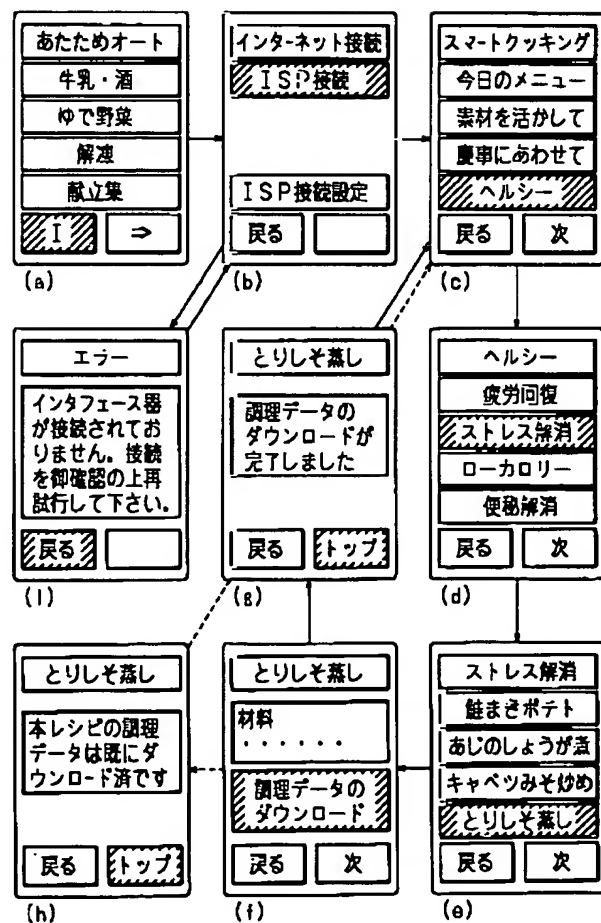 あたためオート
牛乳・酒
ゆで野菜
解凍
献立集
I
⇒
(a)
インターネット接続
ISP接続
ISP接続設定
戻る
(b)
スマートクッキング
今日のメニュー
素材を活かして
慶事にあわせて
ヘルシー
戻る 次
(c)
エラー
インタフェース器
が接続されてお
りません。接続
を御確認の上再
試行して下さい。
戻る
(i)
とりしそ蒸し
調理データの
ダウンロードが
完了しました
戻る トップ
(g)
ヘルシー
疲労回復
ストレス解消
ローカロリー
便秘解消
戻る 次
(d)
とりしそ蒸し
本レシピの調理
データは既にダ
ウンロード済です
戻る トップ
(h)
とりしそ蒸し
材料
・・・・・・
調理データの
ダウンロード
戻る 次
(f)
ストレス解消
鮭まきポテト
あじのしょうが煮
キャベツみそ炒め
とりしそ蒸し
戻る 次
(e)